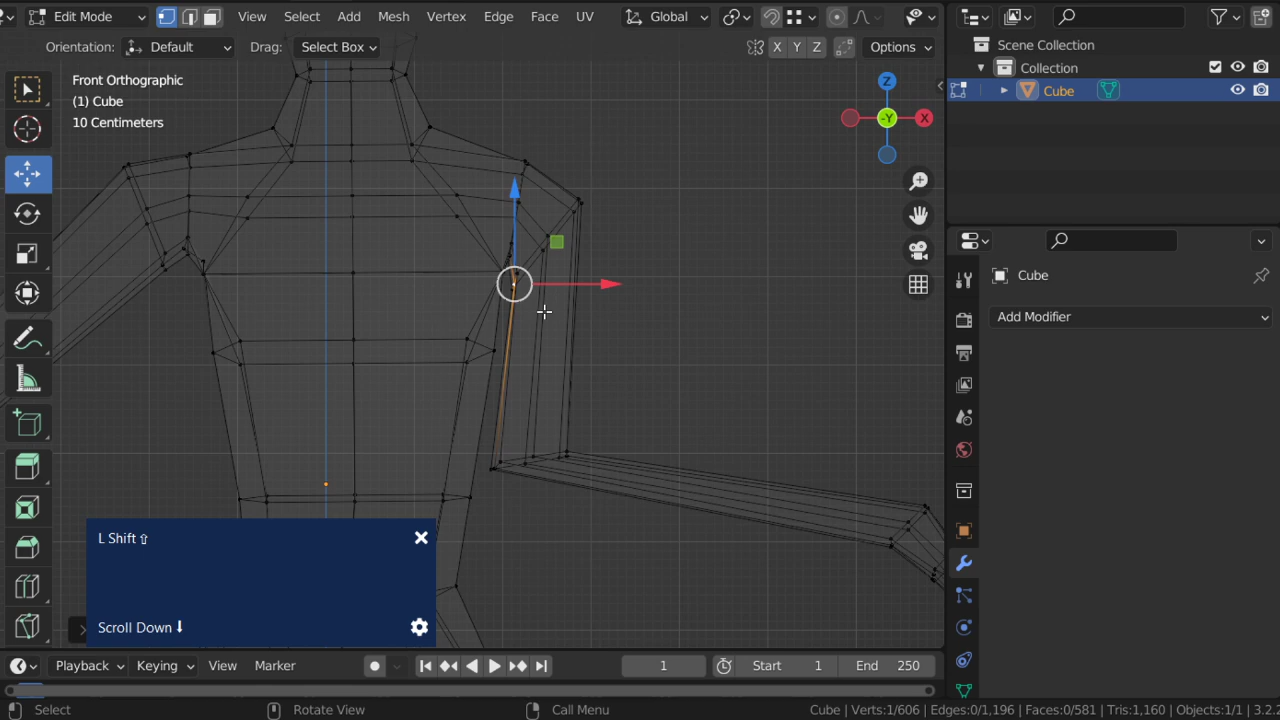 Edit Mode View Select Add Mesh Vertex Edge Face UV Global
Orientation: Default Drag: Select Box X Y Z Options
Front Orthographic
(1) Cube
10 Centimeters
Z
-Y X
Scene Collection
Collection
Cube
Cube
Add Modifier
L Shift ⇧
Scroll Down ⬇
Playback Keying View Marker 1 Start 1 End 250
Select Rotate View Call Menu Cube | Verts:1/606 | Edges:0/1,196 | Faces:0/581 | Tris:1,160 | Objects:1/1 | 3.2.2